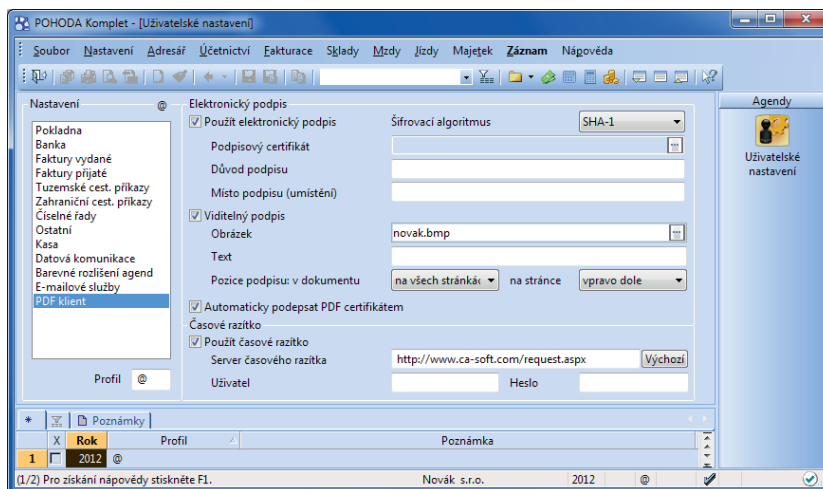 POHODA Komplet - [Uživatelské nastavení]
Soubor Nastavení Adresář Účetnictví Fakturace Sklady Mzdy Jízdy Majetek Záznam Nápověda
Nastavení @
Pokladna
Banka
Faktury vydané
Faktury přijaté
Tuzemské cest. příkazy
Zahraniční cest. příkazy
Číselné řady
Ostatní
Kasa
Datová komunikace
Barevné rozlišení agend
E-mailové služby
PDF klient
Profil @
Elektronický podpis
Použít elektronický podpis Šifrovací algoritmus SHA-1
Podpisový certifikát
Důvod podpisu
Místo podpisu (umístění)
Viditelný podpis
Obrázek novak.bmp
Text
Pozice podpisu: v dokumentu na všech stránkác na stránce vpravo dole
Automaticky podepsat PDF certifikátem
Časové razítko
Použít časové razítko
Server časového razítka http://www.ca-soft.com/request.aspx Výchozí
Uživatel Heslo
Agendy
Uživatelské
nastavení
* Poznámky
X Rok Profil Poznámka
1 2012 @
(1/2) Pro získání nápovědy stiskněte F1. Novák s.r.o. 2012 @